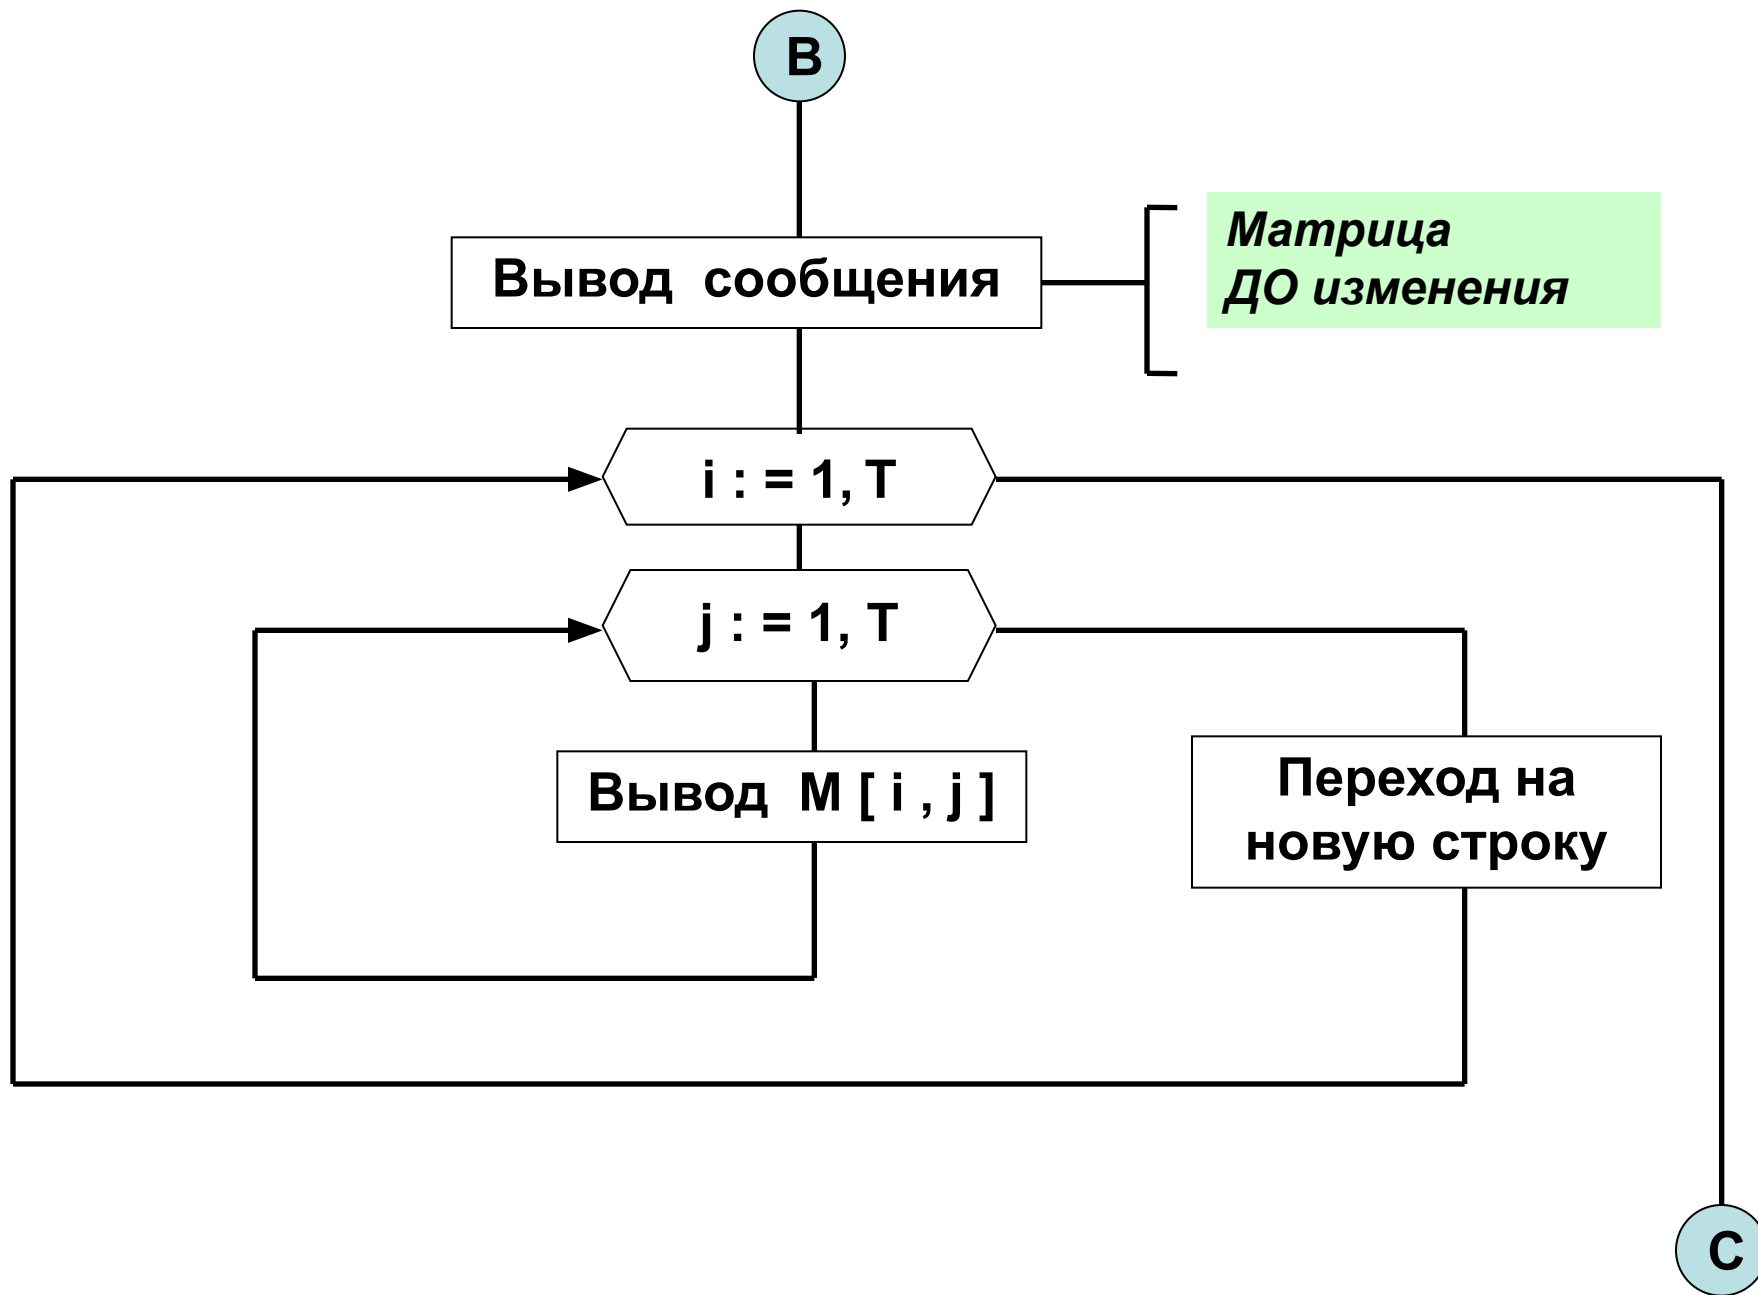 В
Вывод сообщения
Матрица
ДО изменения
i : = 1, T
j : = 1, T
Вывод M [ i , j ]
Переход на
новую строку
С